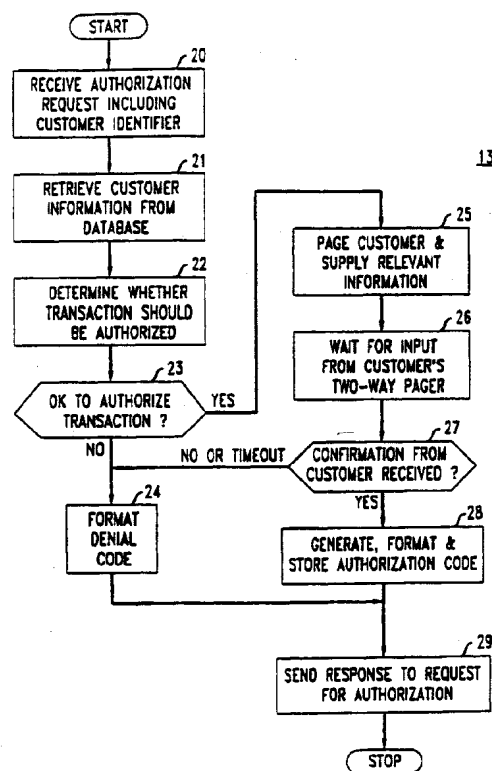 START
20
RECEIVE AUTHORIZATION
REQUEST INCLUDING
CUSTOMER IDENTIFIER
13
21
RETRIEVE CUSTOMER
INFORMATION FROM
DATABASE
22
DETERMINE WHETHER
TRANSACTION SHOULD
BE AUTHORIZED
23
OK TO AUTHORIZE
TRANSACTION ?
YES
NO
24
FORMAT
DENIAL
CODE
25
PAGE CUSTOMER &
SUPPLY RELEVANT
INFORMATION
26
WAIT FOR INPUT
FROM CUSTOMER'S
TWO-WAY PAGER
27
CONFIRMATION FROM
CUSTOMER RECEIVED ?
NO OR TIMEOUT
YES
28
GENERATE, FORMAT &
STORE AUTHORIZATION CODE
29
SEND RESPONSE TO REQUEST
FOR AUTHORIZATION
STOP